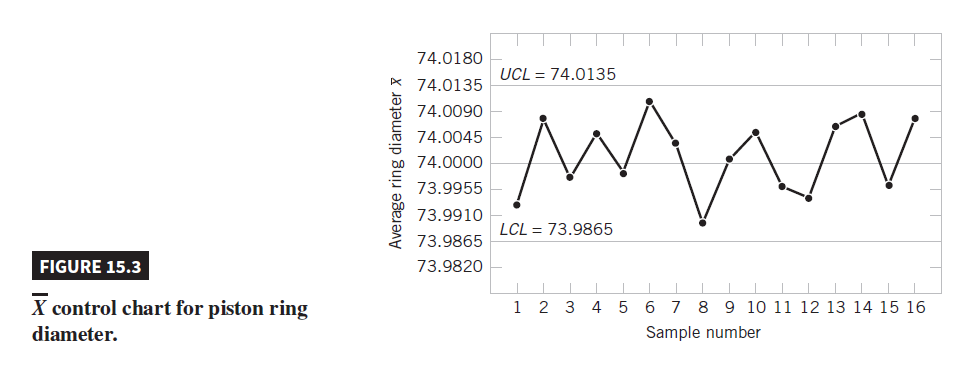 74.0180
UCL = 74.0135
74.0135
74.0090
74.0045
74.0000
73.9955
73.9910
LCL = 73.9865
73.9865
73.9820
Average ring diameter x̄
1 2 3 4 5 6 7 8 9 10 11 12 13 14 15 16
Sample number
FIGURE 15.3
X̄ control chart for piston ring
diameter.